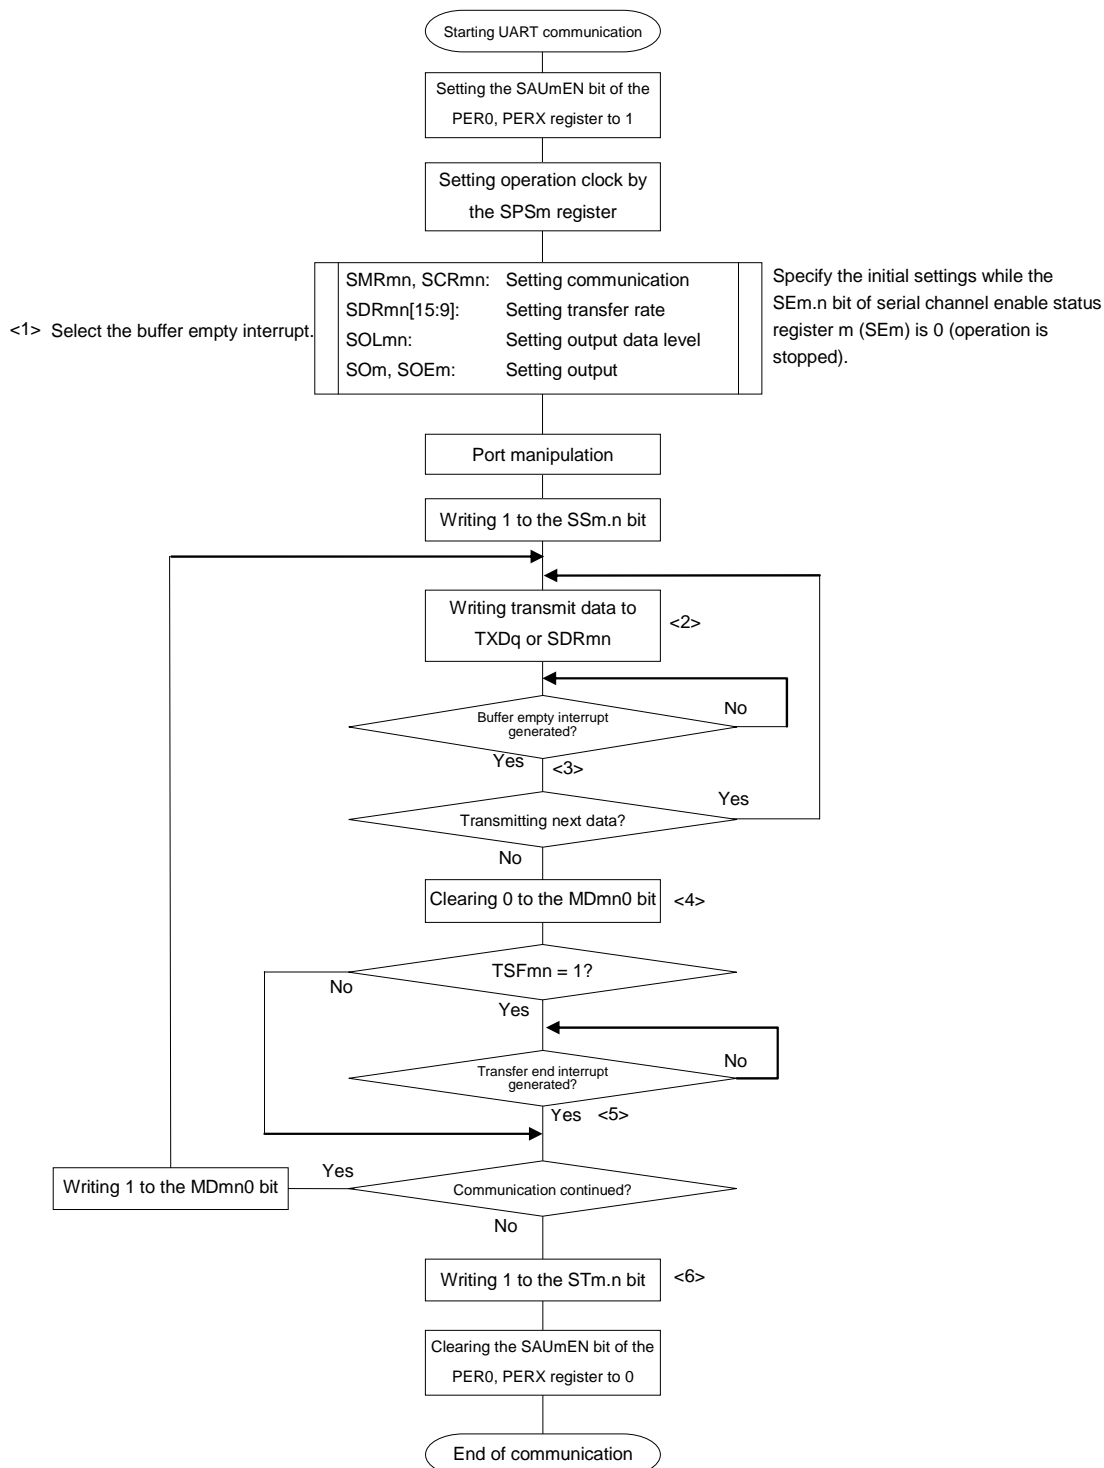 Starting UART communication
Setting the SAUmEN bit of the
PER0, PERX register to 1
Setting operation clock by
the SPSm register
<1> Select the buffer empty interrupt.
SMRmn, SCRmn: Setting communication
SDRmn[15:9]: Setting transfer rate
SOLmn: Setting output data level
SOm, SOEm: Setting output
Specify the initial settings while the
SEm.n bit of serial channel enable status
register m (SEm) is 0 (operation is
stopped).
Port manipulation
Writing 1 to the SSm.n bit
Writing transmit data to
TXDq or SDRmn
<2>
No
Buffer empty interrupt
generated?
Yes
<3>
Yes
Transmitting next data?
No
Clearing 0 to the MDmn0 bit
<4>
TSFmn = 1?
No
Yes
No
Transfer end interrupt
generated?
Yes <5>
Yes
Writing 1 to the MDmn0 bit
Communication continued?
No
Writing 1 to the STm.n bit
<6>
Clearing the SAUmEN bit of the
PER0, PERX register to 0
End of communication